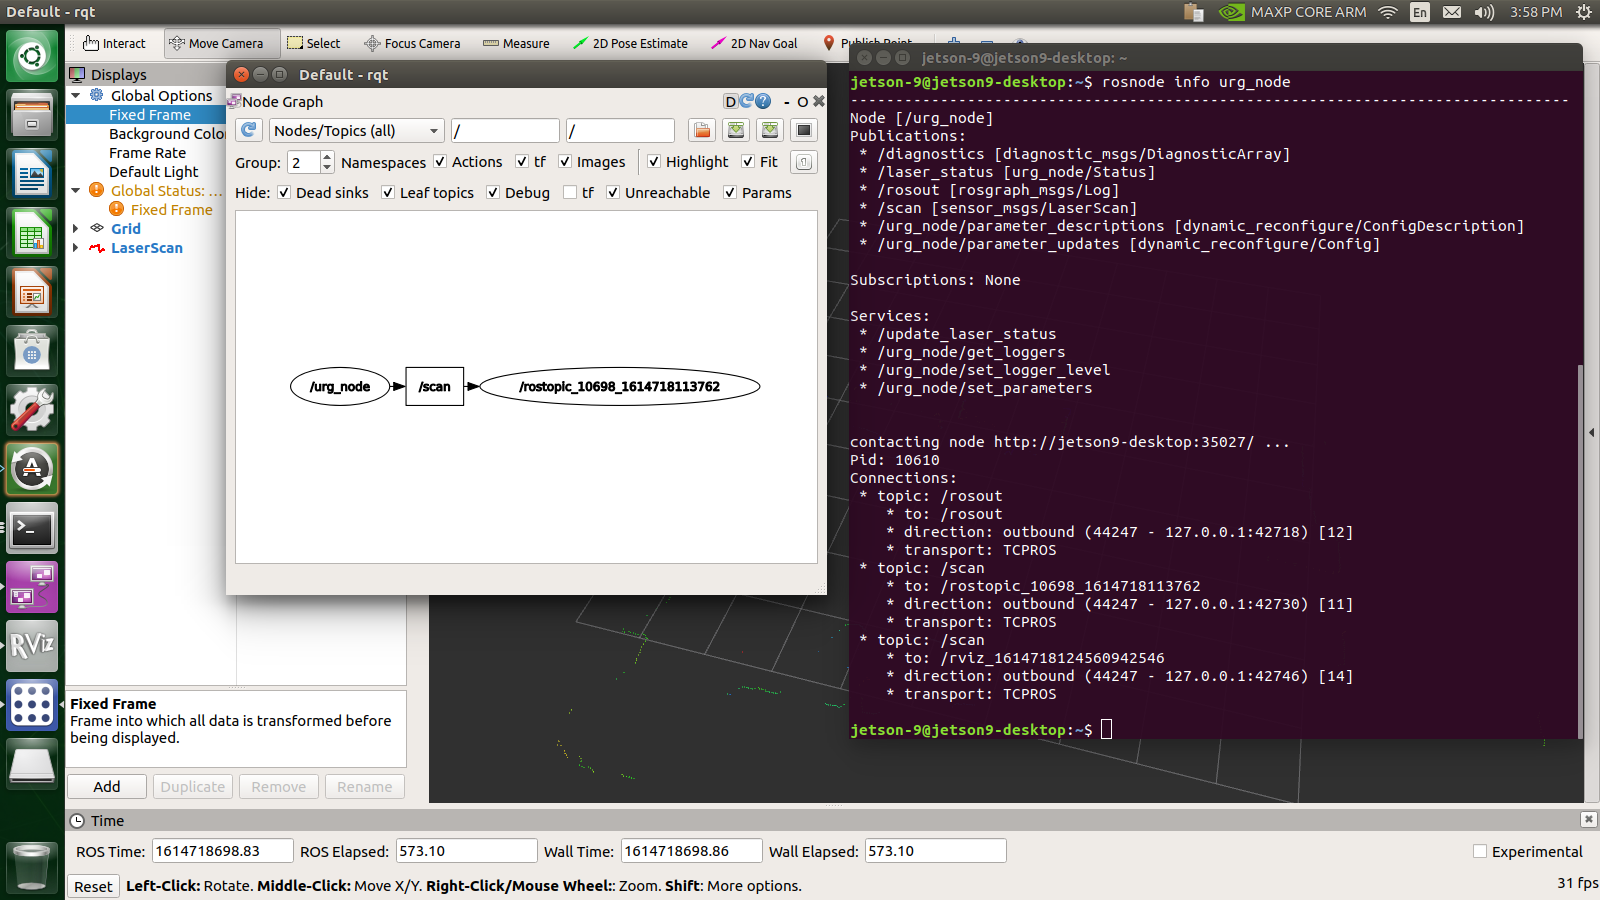 Default - rqt
MAXP CORE ARM
En
3:58 PM
Interact
Move Camera
Select
Focus Camera
Measure
2D Pose Estimate
2D Nav Goal
Publish Point
Displays
Global Options
Fixed Frame
Background Colo
Frame Rate
Default Light
Global Status: ...
Fixed Frame
Grid
LaserScan
Default - rqt
Node Graph
D
- O
Nodes/Topics (all)
/
/
Group: 2 Namespaces Actions tf Images Highlight Fit
Hide: Dead sinks Leaf topics Debug tf Unreachable Params
/urg_node
/scan
/rostopic_10698_1614718113762
jetson-9@jetson9-desktop: ~
jetson-9@jetson9-desktop:~$ rosnode info urg_node
--------------------------------------------------------------------------------
Node [/urg_node]
Publications:
* /diagnostics [diagnostic_msgs/DiagnosticArray]
* /laser_status [urg_node/Status]
* /rosout [rosgraph_msgs/Log]
* /scan [sensor_msgs/LaserScan]
* /urg_node/parameter_descriptions [dynamic_reconfigure/ConfigDescription]
* /urg_node/parameter_updates [dynamic_reconfigure/Config]
Subscriptions: None
Services:
* /update_laser_status
* /urg_node/get_loggers
* /urg_node/set_logger_level
* /urg_node/set_parameters
contacting node http://jetson9-desktop:35027/ ...
Pid: 10610
Connections:
* topic: /rosout
* to: /rosout
* direction: outbound (44247 - 127.0.0.1:42718) [12]
* transport: TCPROS
* topic: /scan
* to: /rostopic_10698_1614718113762
* direction: outbound (44247 - 127.0.0.1:42730) [11]
* transport: TCPROS
* topic: /scan
* to: /rviz_1614718124560942546
* direction: outbound (44247 - 127.0.0.1:42746) [14]
* transport: TCPROS
jetson-9@jetson9-desktop:~$
RViz
Fixed Frame
Frame into which all data is transformed before
being displayed.
Add
Duplicate
Remove
Rename
Time
ROS Time: 1614718698.83 ROS Elapsed: 573.10 Wall Time: 1614718698.86 Wall Elapsed: 573.10 Experimental
Reset Left-Click: Rotate. Middle-Click: Move X/Y. Right-Click/Mouse Wheel:: Zoom. Shift: More options.
31 fps